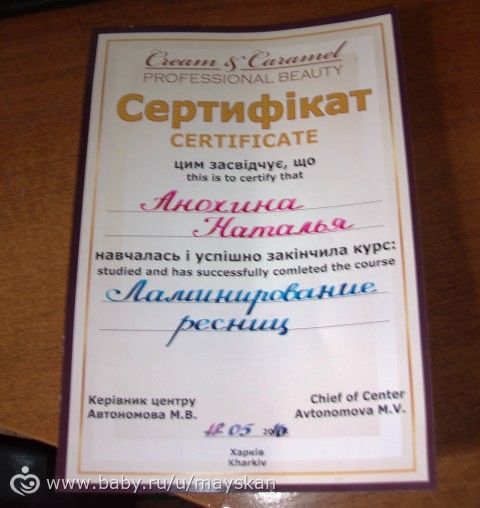 Cream & Caramel
PROFESSIONAL BEAUTY
Сертифікат
CERTIFICATE
цим засвідчує, що
this is to certify that
Анохина
Наталья
навчалась і успішно закінчила курс:
studied and has successfully comleted the course
Ламинирование
ресниц
Керівник центру
Автономова М.В.
Chief of Center
Avtonomova M.V.
05
Харків
Kharkiv
www.baby.ru/u/mayskan